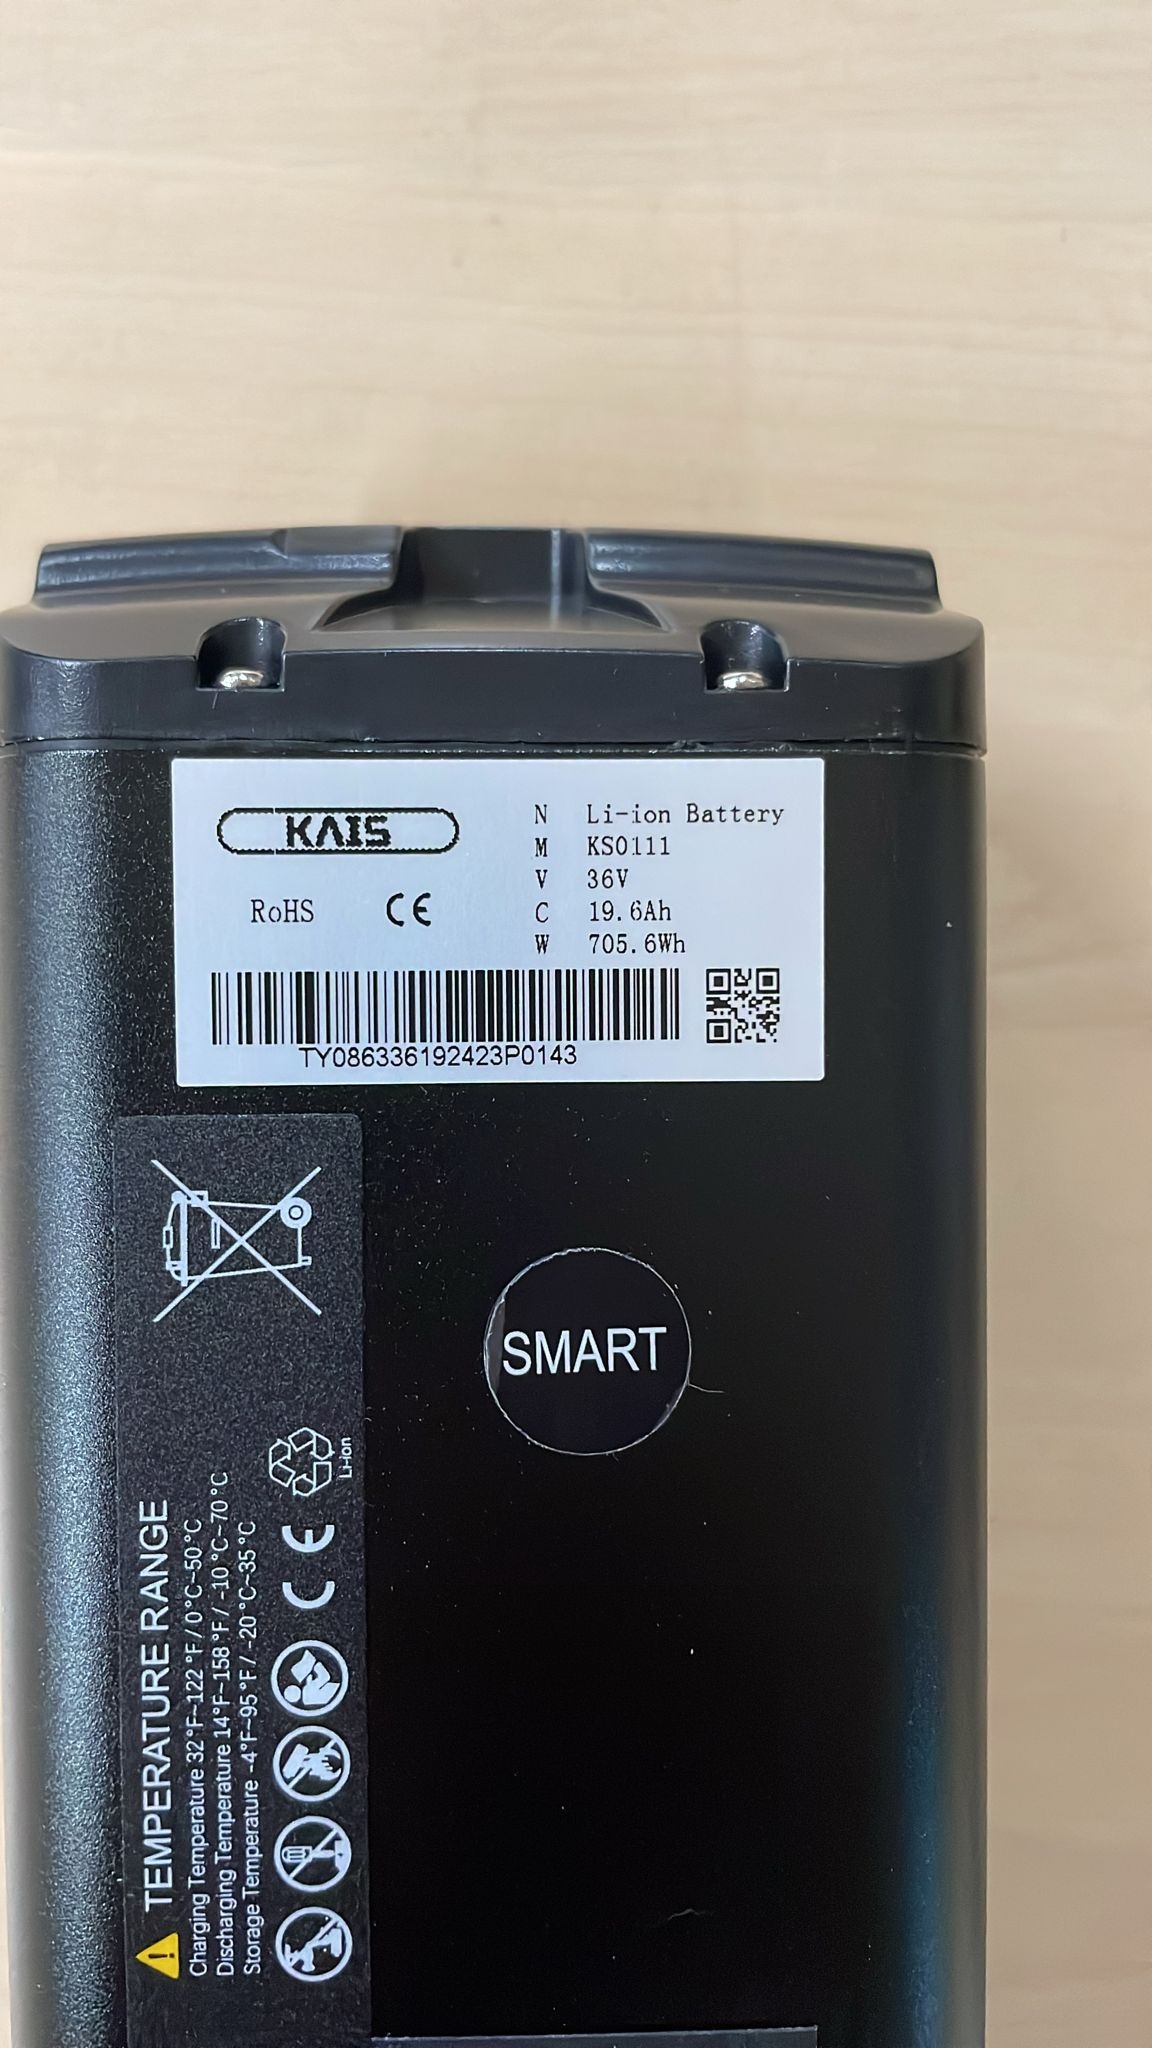 KAIS
RoHS CE
N Li-ion Battery
M KS0111
V 36V
C 19.6Ah
W 705.6Wh
TY086336192423P0143
SMART
TEMPERATURE RANGE
Charging Temperature 32°F~122°F / 0°C~50°C
Discharging Temperature 14°F~158°F / -10°C~70°C
Storage Temperature -4°F~95°F / -20°C~35°C
CE
Li-ion